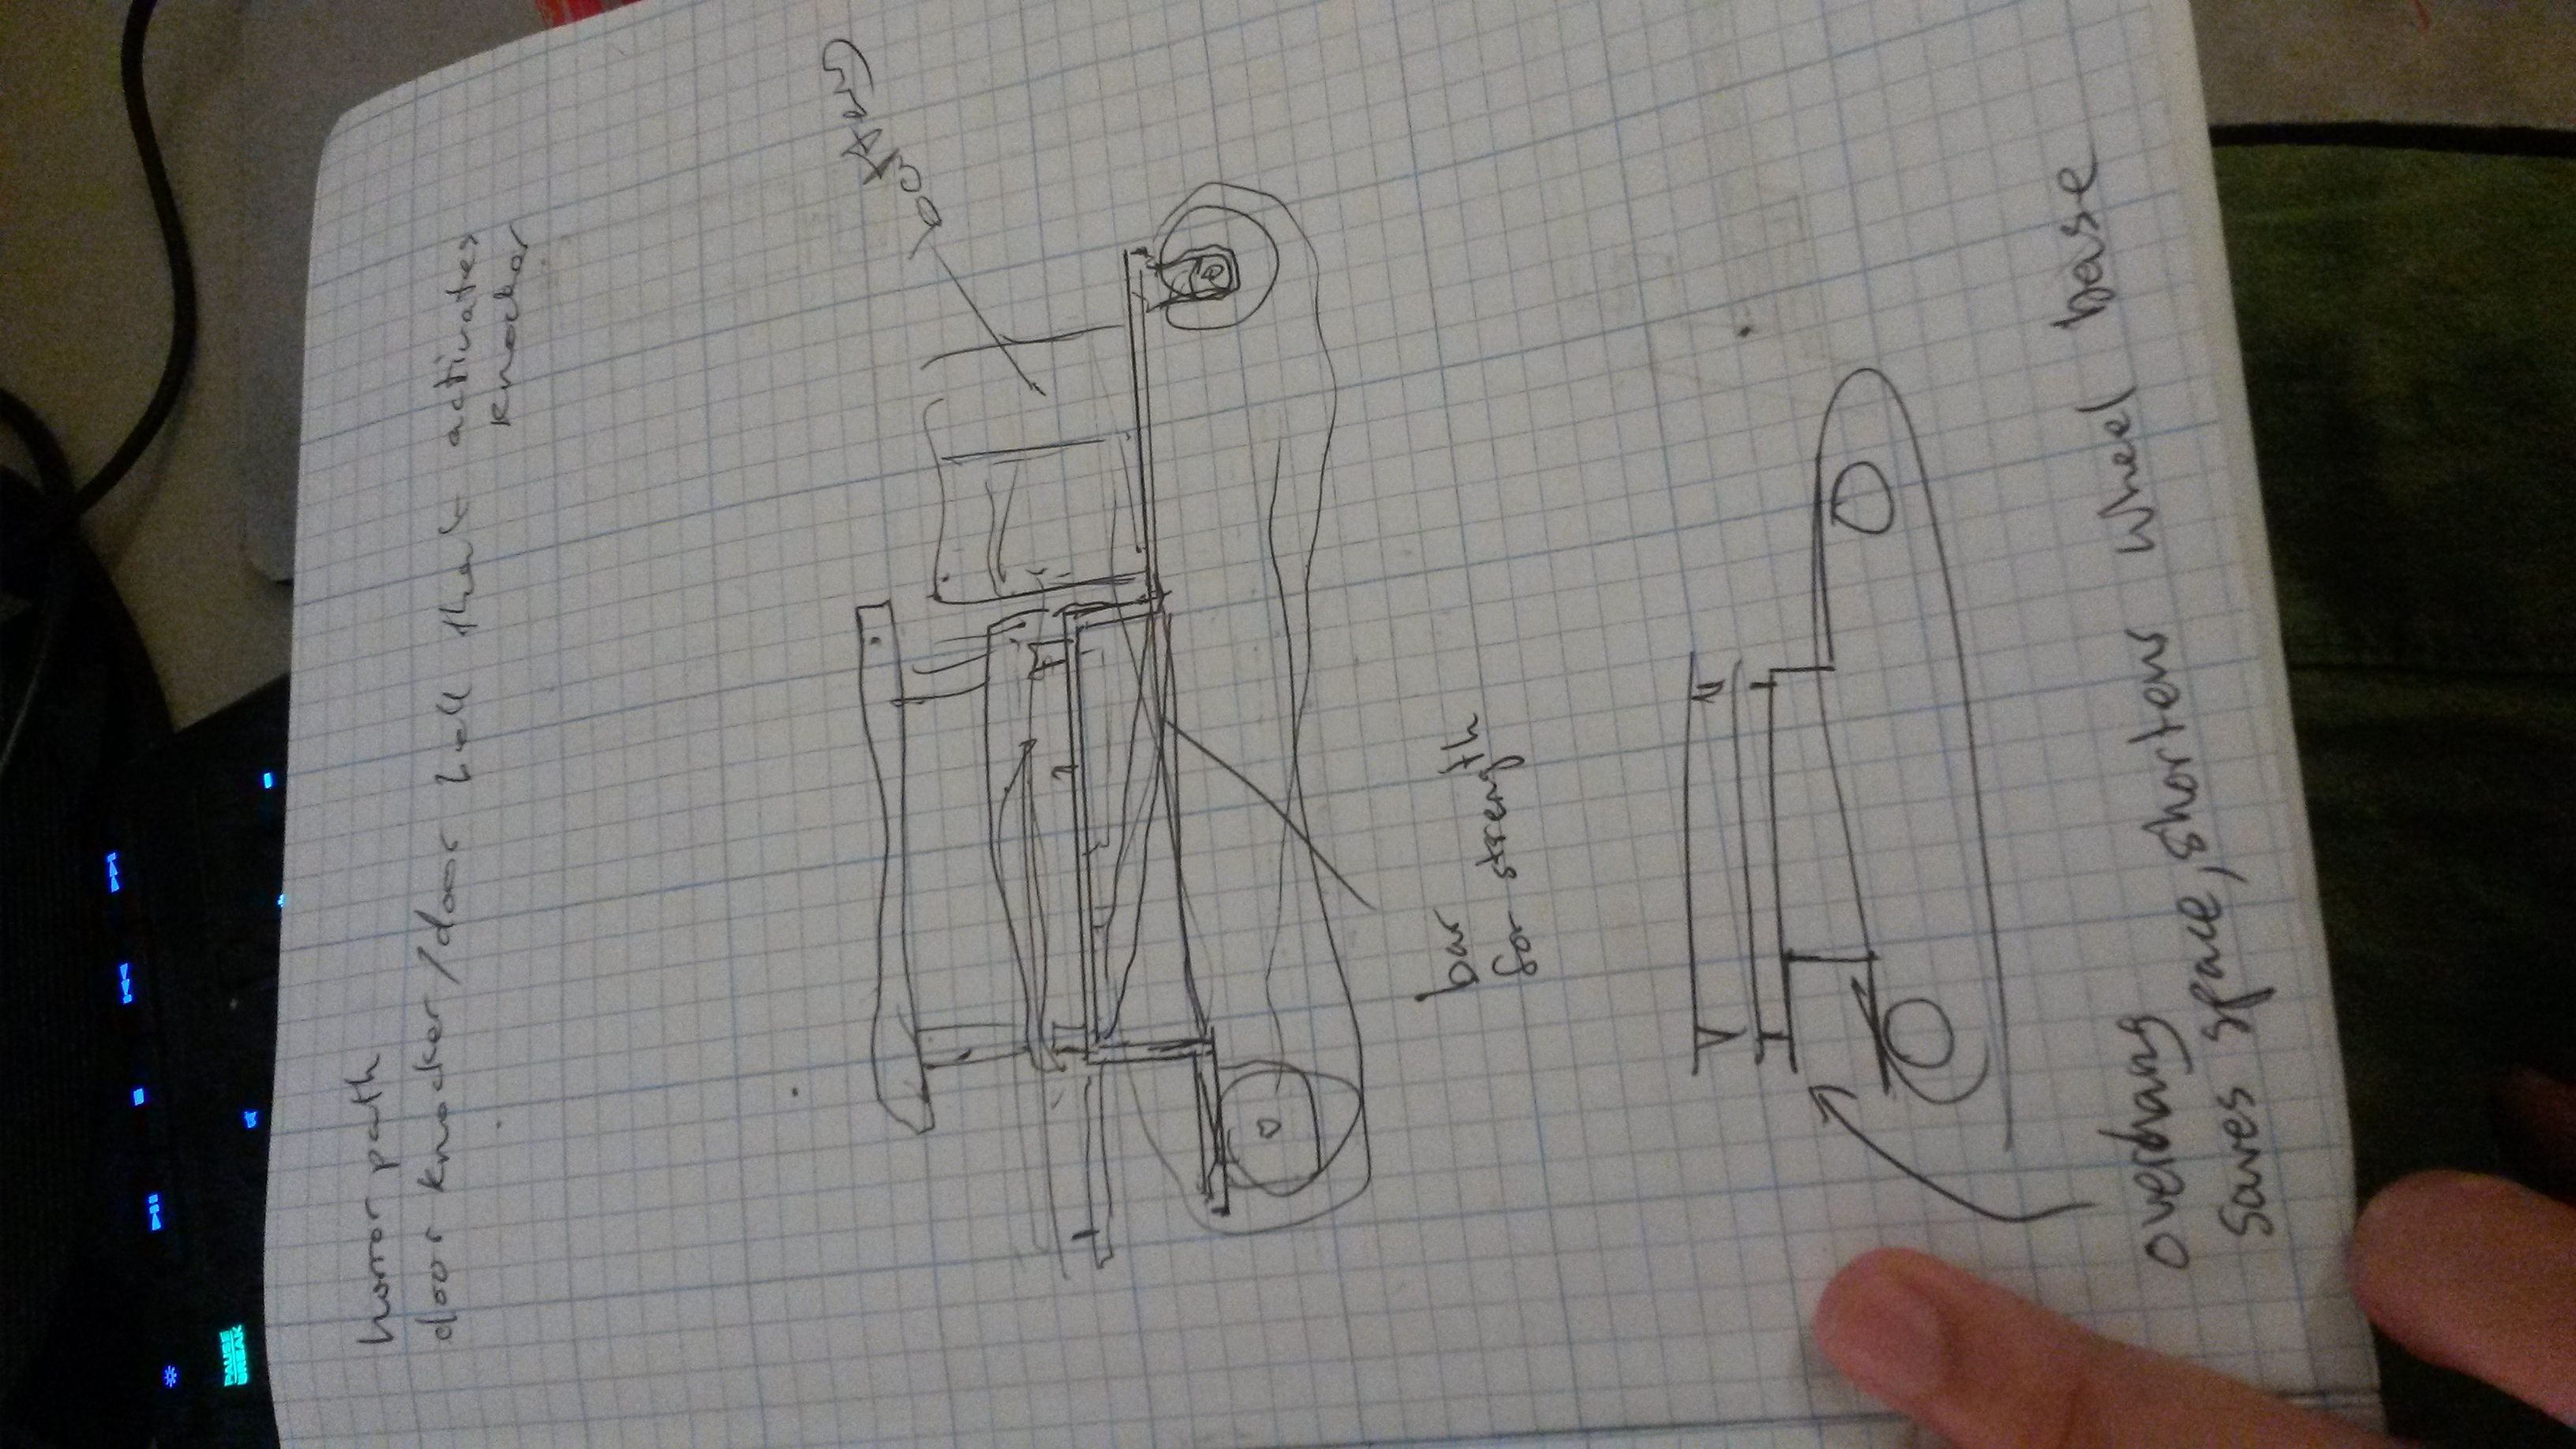 PAUSE
BREAK
horror path
door knocker/door bell that activates
knocker
battery
bar
for strength
overhang
saves space, shortens wheel base